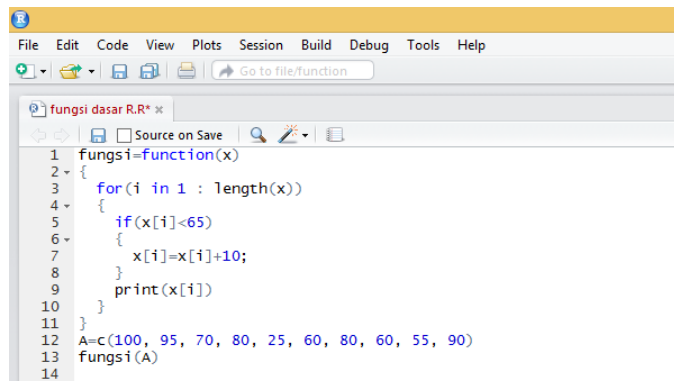 R
File Edit Code View Plots Session Build Debug Tools Help
Go to file/function
R fungsi dasar R.R* ×
Source on Save
1 fungsi=function(x)
2 {
3   for(i in 1 : length(x))
4   {
5     if(x[i]<65)
6     {
7       x[i]=x[i]+10;
8     }
9     print(x[i])
10   }
11 }
12 A=c(100, 95, 70, 80, 25, 60, 80, 60, 55, 90)
13 fungsi(A)
14